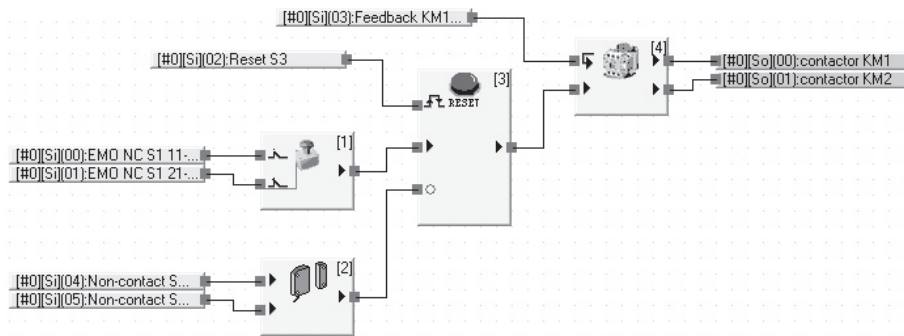 [#0][Si](03):Feedback KM1...
[4]
[#0][So](00):contactor KM1
[#0][So](01):contactor KM2
[#0][Si](02):Reset S3
[3]
RESET
[1]
[#0][Si](00):EMO NC S1 11-...
[#0][Si](01):EMO NC S1 21-...
[2]
[#0][Si](04):Non-contact S...
[#0][Si](05):Non-contact S...